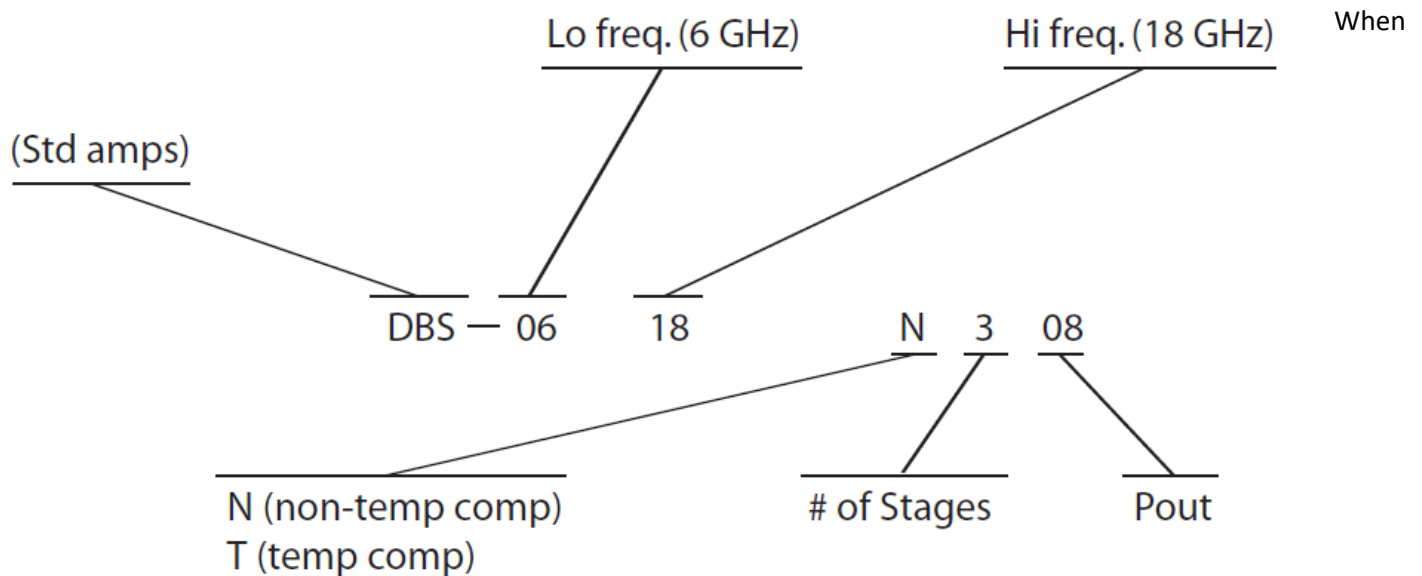 When
Lo freq. (6 GHz)
Hi freq. (18 GHz)
(Std amps)
DBS — 06 18
N 3 08
N (non-temp comp)
T (temp comp)
# of Stages
Pout